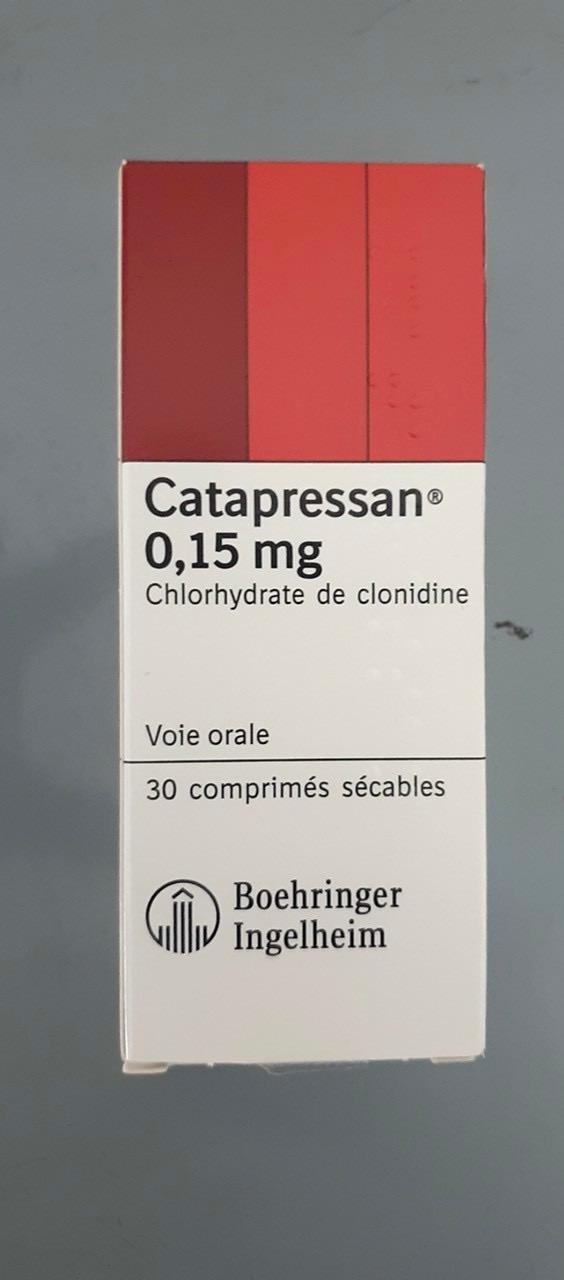 Catapressan®
0,15 mg
Chlorhydrate de clonidine
Voie orale
30 comprimés sécables
Boehringer
Ingelheim